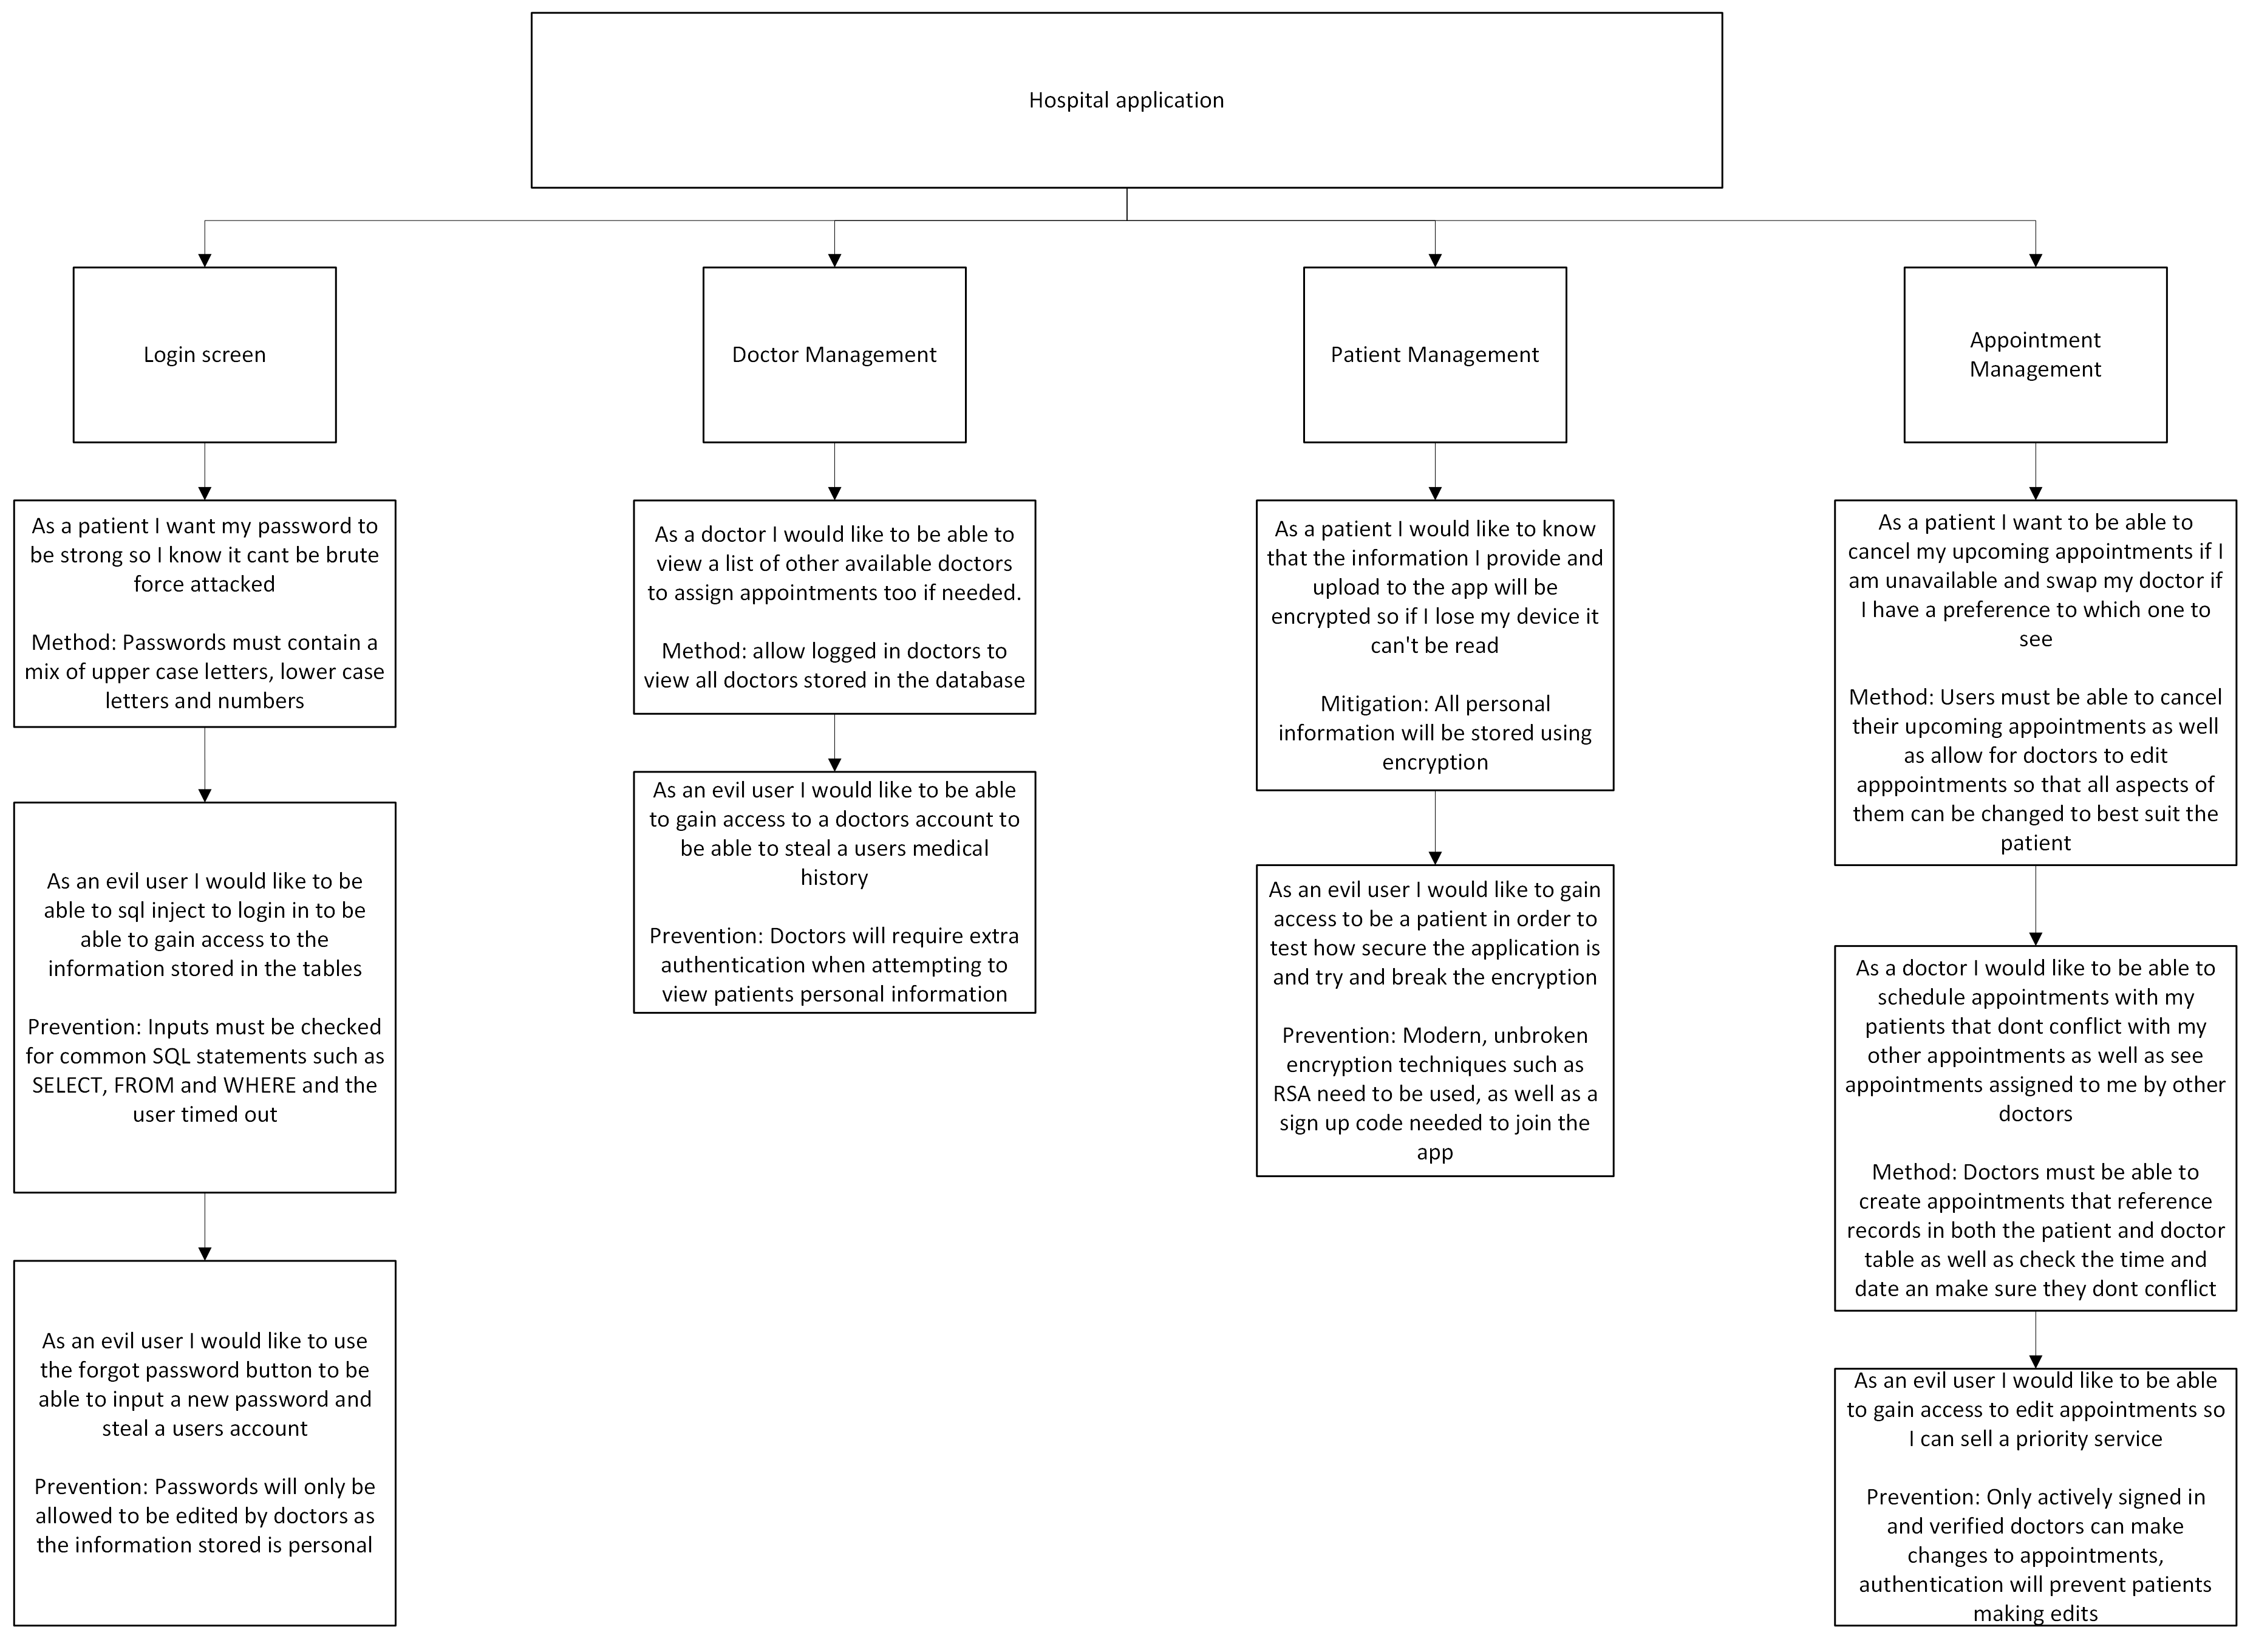 Hospital application
Login screen
Doctor Management
Patient Management
Appointment
Management
As a patient I want my password to
be strong so I know it cant be brute
force attacked
Method: Passwords must contain a
mix of upper case letters, lower case
letters and numbers
As an evil user I would like to be
able to sql inject to login in to be
able to gain access to the
information stored in the tables
Prevention: Inputs must be checked
for common SQL statements such as
SELECT, FROM and WHERE and the
user timed out
As an evil user I would like to use
the forgot password button to be
able to input a new password and
steal a users account
Prevention: Passwords will only be
allowed to be edited by doctors as
the information stored is personal
As a doctor I would like to be able to
view a list of other available doctors
to assign appointments too if needed.
Method: allow logged in doctors to
view all doctors stored in the database
As an evil user I would like to be able
to gain access to a doctors account to
be able to steal a users medical
history
Prevention: Doctors will require extra
authentication when attempting to
view patients personal information
As a patient I would like to know
that the information I provide and
upload to the app will be
encrypted so if I lose my device it
can't be read
Mitigation: All personal
information will be stored using
encryption
As an evil user I would like to gain
access to be a patient in order to
test how secure the application is
and try and break the encryption
Prevention: Modern, unbroken
encryption techniques such as
RSA need to be used, as well as a
sign up code needed to join the
app
As a patient I want to be able to
cancel my upcoming appointments if I
am unavailable and swap my doctor if
I have a preference to which one to
see
Method: Users must be able to cancel
their upcoming appointments as well
as allow for doctors to edit
apppointments so that all aspects of
them can be changed to best suit the
patient
As a doctor I would like to be able to
schedule appointments with my
patients that dont conflict with my
other appointments as well as see
appointments assigned to me by other
doctors
Method: Doctors must be able to
create appointments that reference
records in both the patient and doctor
table as well as check the time and
date an make sure they dont conflict
As an evil user I would like to be able
to gain access to edit appointments so
I can sell a priority service
Prevention: Only actively signed in
and verified doctors can make
changes to appointments,
authentication will prevent patients
making edits